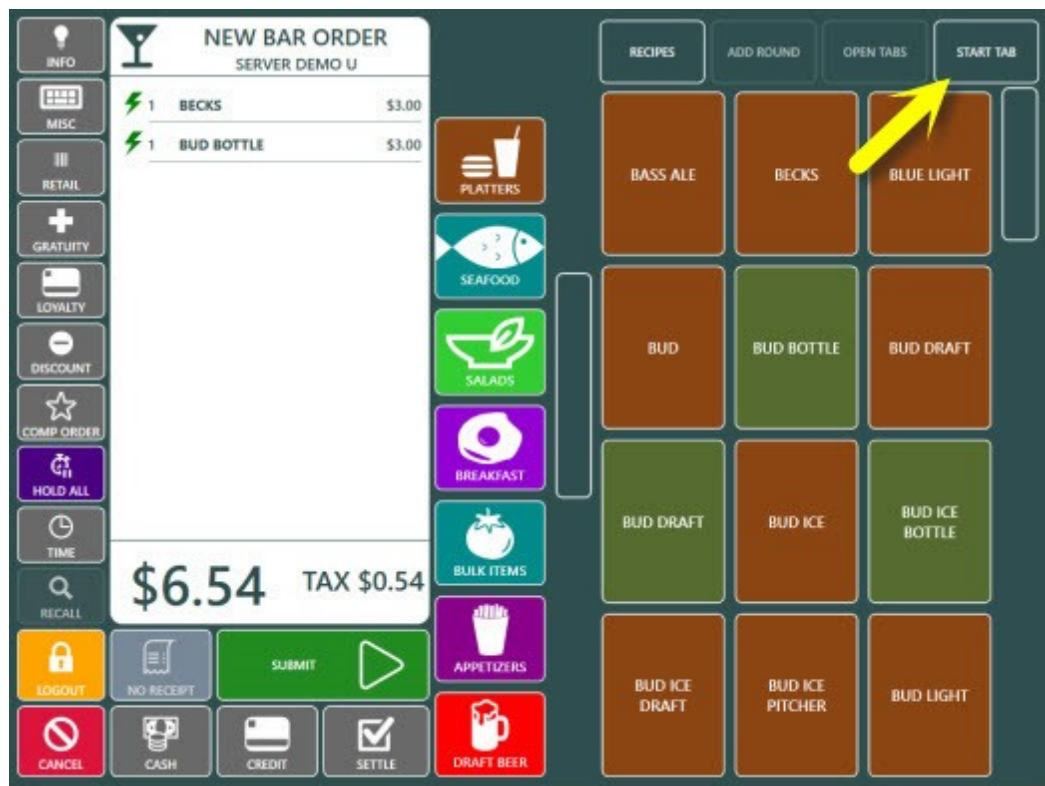 INFO
MISC
RETAIL
GRATUITY
LOYALTY
DISCOUNT
COMP ORDER
HOLD ALL
TIME
RECALL
LOGOUT
CANCEL
NEW BAR ORDER
SERVER DEMO U
1 BECKS $3.00
1 BUD BOTTLE $3.00
$6.54 TAX $0.54
NO RECEIPT
SUBMIT
CASH
CREDIT
SETTLE
PLATTERS
SEAFOOD
SALADS
BREAKFAST
BULK ITEMS
APPETIZERS
DRAFT BEER
RECIPES
ADD ROUND
OPEN TABS
START TAB
BASS ALE
BECKS
BLUE LIGHT
BUD
BUD BOTTLE
BUD DRAFT
BUD DRAFT
BUD ICE
BUD ICE
BOTTLE
BUD ICE
DRAFT
BUD ICE
PITCHER
BUD LIGHT